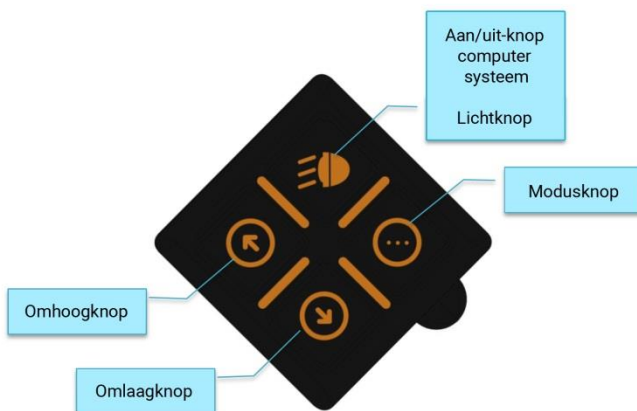 Aan/uit-knop
computer
systeem
Lichtknop
Modusknop
Omhoogknop
Omlaagknop